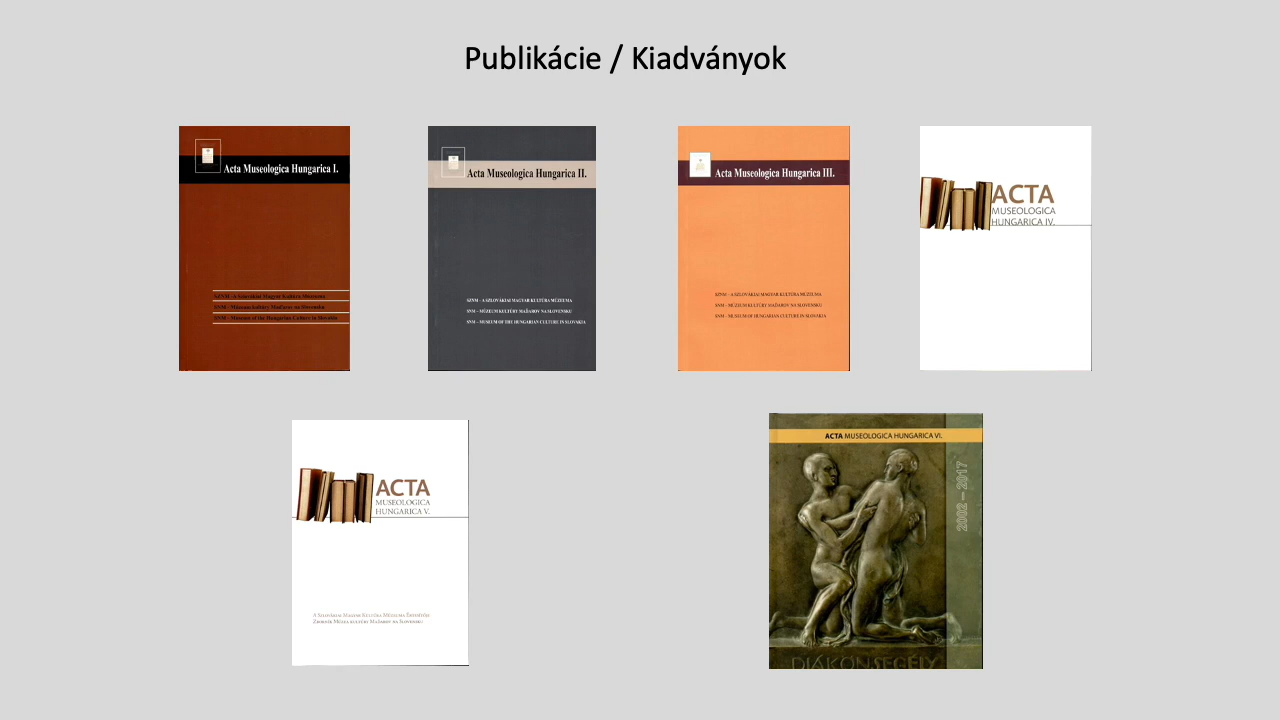 Publikácie / Kiadványok
Acta Museologica Hungarica I.
SZNM - A Szlovákiai Magyar Kultúra Múzeuma
SNM - Múzeum Kultúry Maďarov na Slovensku
SNM - Museum of the Hungarian Culture in Slovakia
Acta Museologica Hungarica II.
SZNM - A SZLOVÁKIAI MAGYAR KULTÚRA MÚZEUMA
SNM - MÚZEUM KULTÚRY MAĎAROV NA SLOVENSKU
SNM - MUSEUM OF THE HUNGARIAN CULTURE IN SLOVAKIA
Acta Museologica Hungarica III.
SZNM - A SZLOVÁKIAI MAGYAR KULTÚRA MÚZEUMA
SNM - MÚZEUM KULTÚRY MAĎAROV NA SLOVENSKU
SNM - MUSEUM OF THE HUNGARIAN CULTURE IN SLOVAKIA
ACTA
MUSEOLOGICA
HUNGARICA IV.
ACTA
MUSEOLOGICA
HUNGARICA V.
A Szlovákiai Magyar Kultúra Múzeuma Értesítője
Zborník Múzea kultúry Maďarov na Slovensku
ACTA MUSEOLOGICA HUNGARICA VI.
2002 – 2017
DIÁKONSEGÉLY